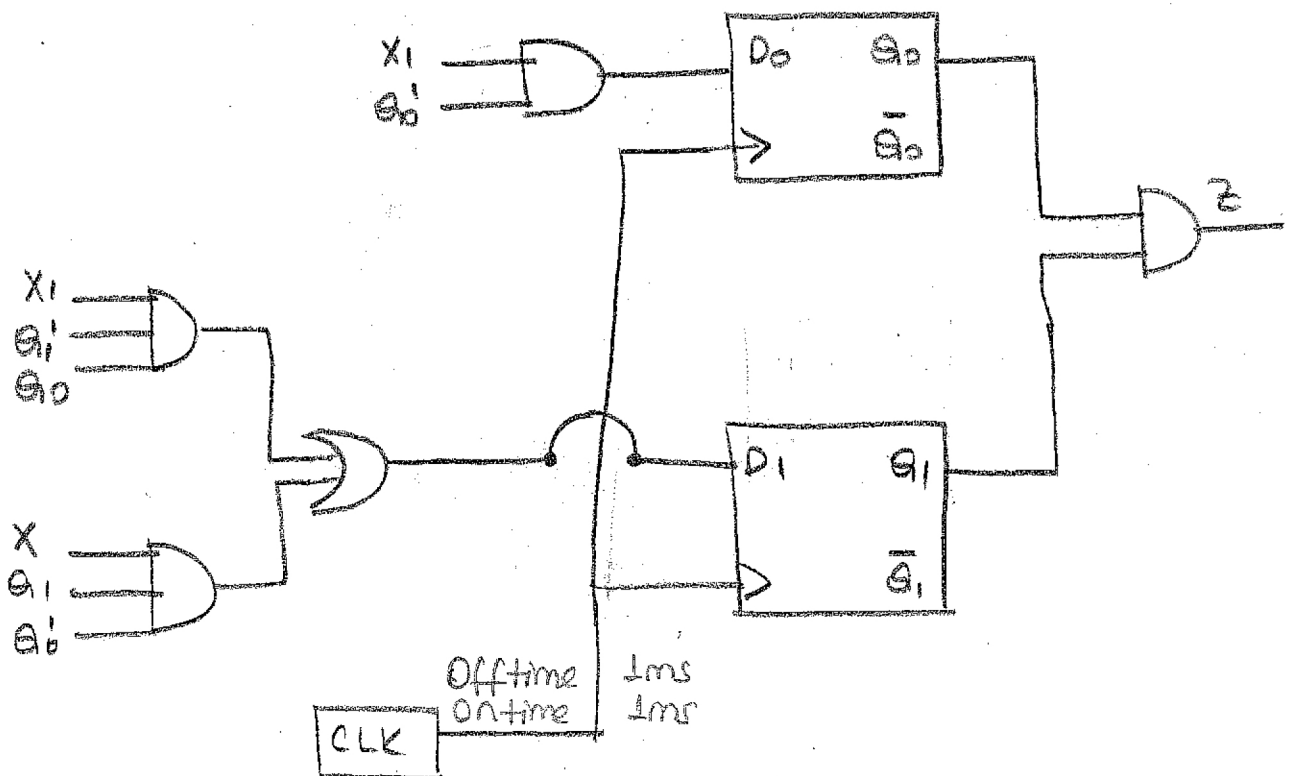 X1
Q0'
D0 Q0
Q̅0
Z
X1
Q1'
Q0
X
Q1
Q0'
D1 Q1
Q̅1
Offtime 1ms
Ontime 1ms
CLK